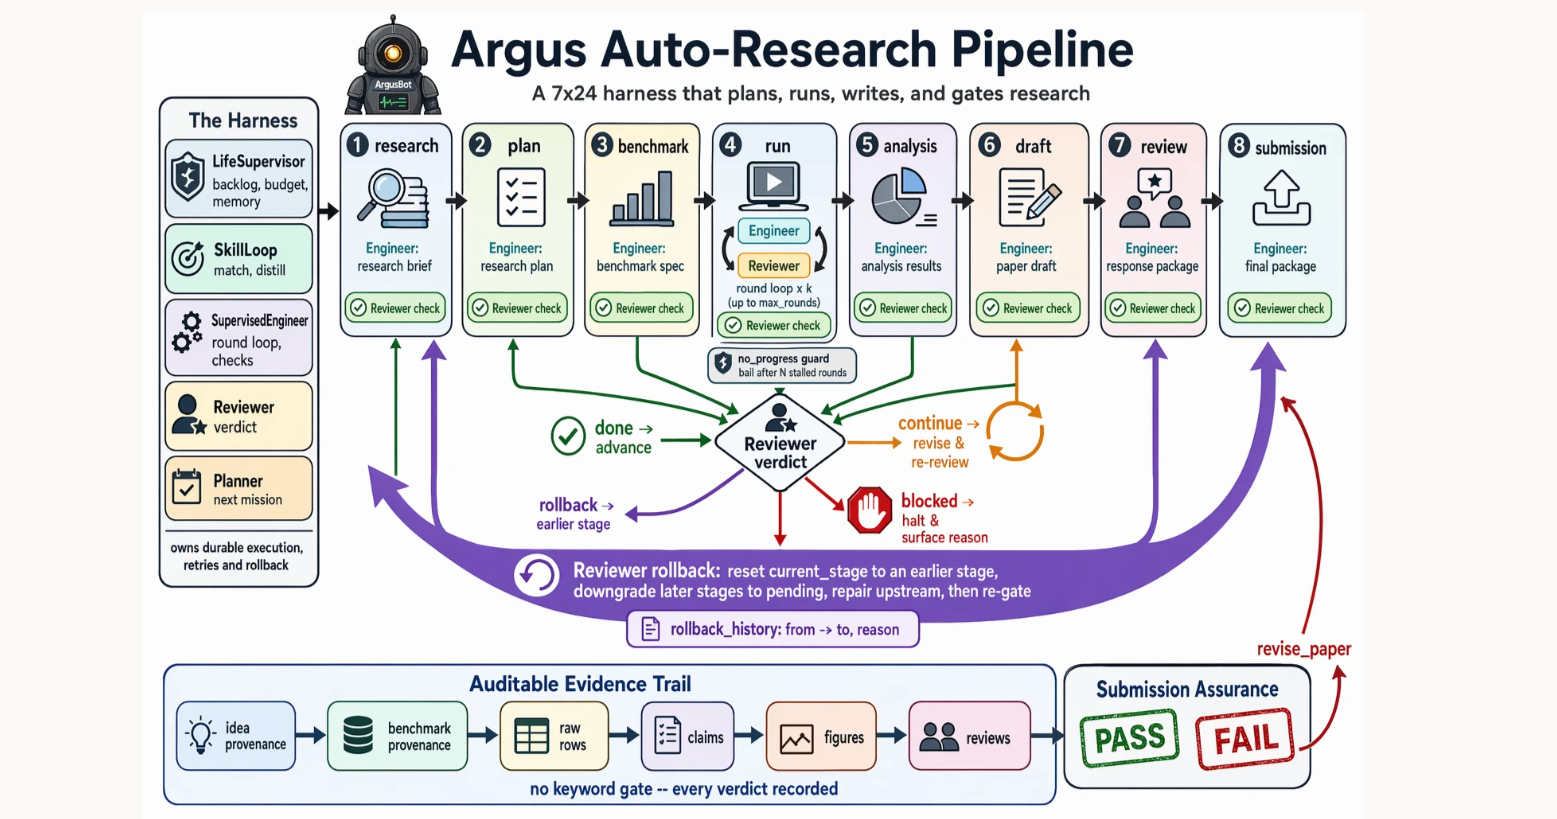 Argus Auto-Research Pipeline
A 7x24 harness that plans, runs, writes, and gates research
ArgusBot
The Harness
LifeSupervisor
backlog, budget,
memory
SkillLoop
match, distill
SupervisedEngineer
round loop,
checks
Reviewer
verdict
Planner
next mission
owns durable execution,
retries and rollback
1 research
Engineer:
research brief
Reviewer check
2 plan
Engineer:
research plan
Reviewer check
3 benchmark
Engineer:
benchmark spec
Reviewer check
4 run
Engineer
Reviewer
round loop x k
(up to max_rounds)
Reviewer check
no_progress guard
bail after N stalled rounds
5 analysis
Engineer:
analysis results
Reviewer check
6 draft
Engineer:
paper draft
Reviewer check
7 review
Engineer:
response package
Reviewer check
8 submission
Engineer:
final package
Reviewer check
done →
advance
Reviewer
verdict
continue →
revise &
re-review
rollback →
earlier stage
blocked →
halt &
surface reason
Reviewer rollback: reset current_stage to an earlier stage,
downgrade later stages to pending, repair upstream, then re-gate
rollback_history: from -> to, reason
revise_paper
Auditable Evidence Trail
idea
provenance
benchmark
provenance
raw
rows
claims
figures
reviews
no keyword gate -- every verdict recorded
Submission Assurance
PASS
FAIL